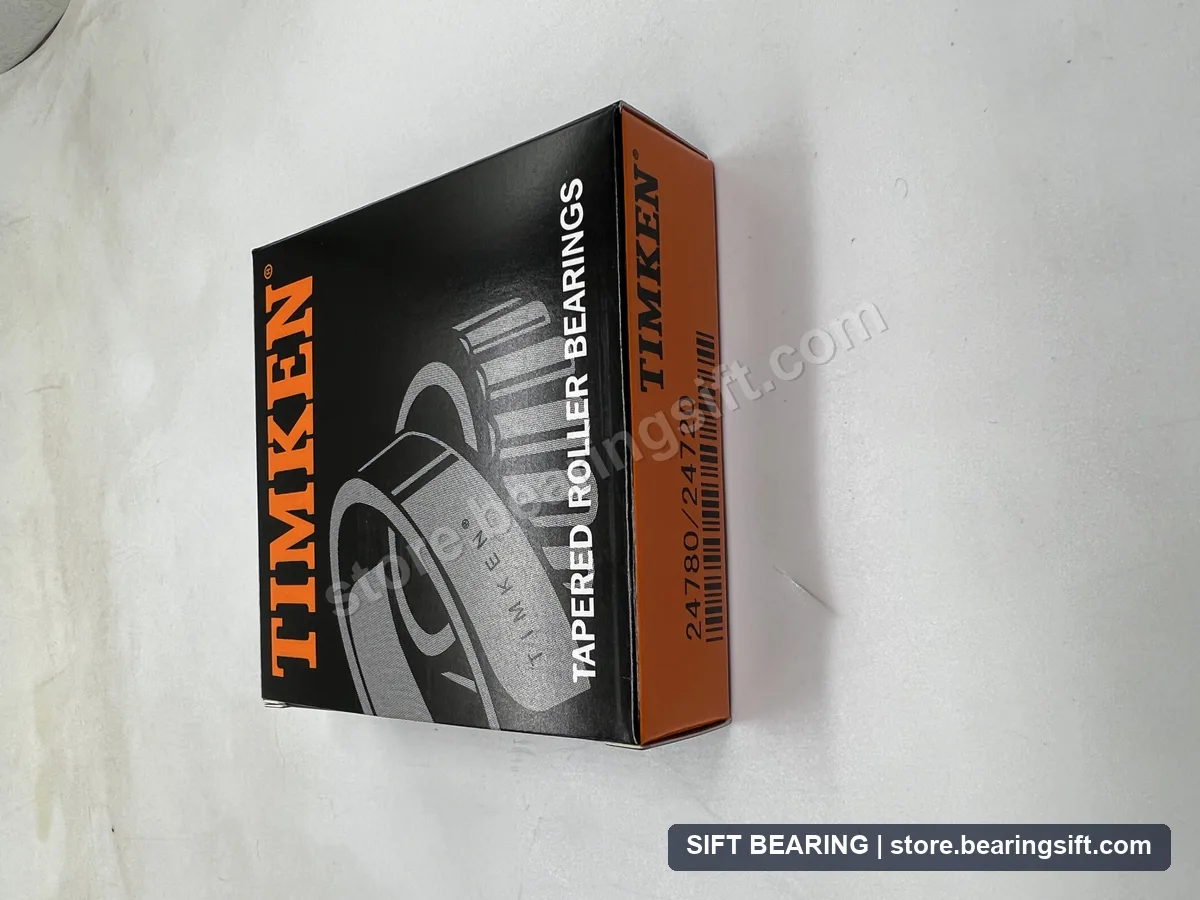 TIMKEN®
TIMKEN®
TAPERED ROLLER BEARINGS
TIMKEN®
24780/24720
store.bearingsift.com
SIFT BEARING | store.bearingsift.com